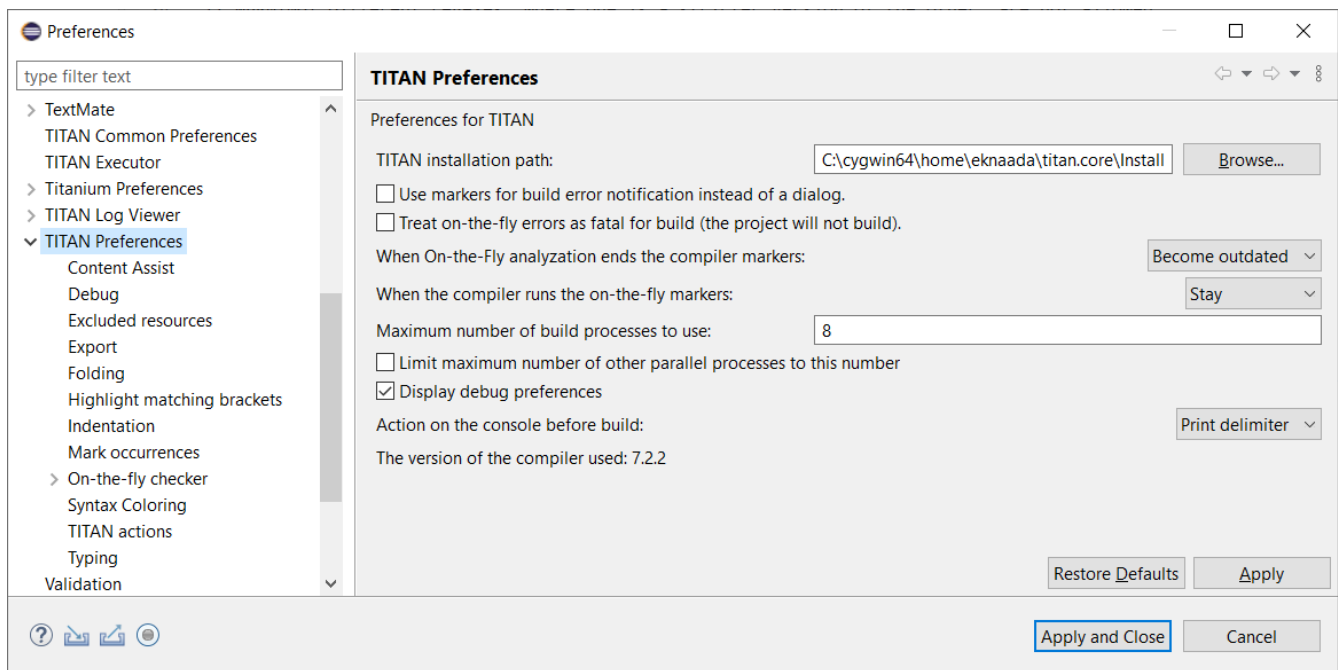 Preferences
type filter text
TextMate
TITAN Common Preferences
TITAN Executor
Titanium Preferences
TITAN Log Viewer
TITAN Preferences
Content Assist
Debug
Excluded resources
Export
Folding
Highlight matching brackets
Indentation
Mark occurrences
On-the-fly checker
Syntax Coloring
TITAN actions
Typing
Validation
TITAN Preferences
Preferences for TITAN
TITAN installation path: C:\cygwin64\home\eknaada\titan.core\Install Browse...
Use markers for build error notification instead of a dialog.
Treat on-the-fly errors as fatal for build (the project will not build).
When On-the-Fly analyzation ends the compiler markers: Become outdated
When the compiler runs the on-the-fly markers: Stay
Maximum number of build processes to use: 8
Limit maximum number of other parallel processes to this number
Display debug preferences
Action on the console before build: Print delimiter
The version of the compiler used: 7.2.2
Restore Defaults Apply
Apply and Close Cancel